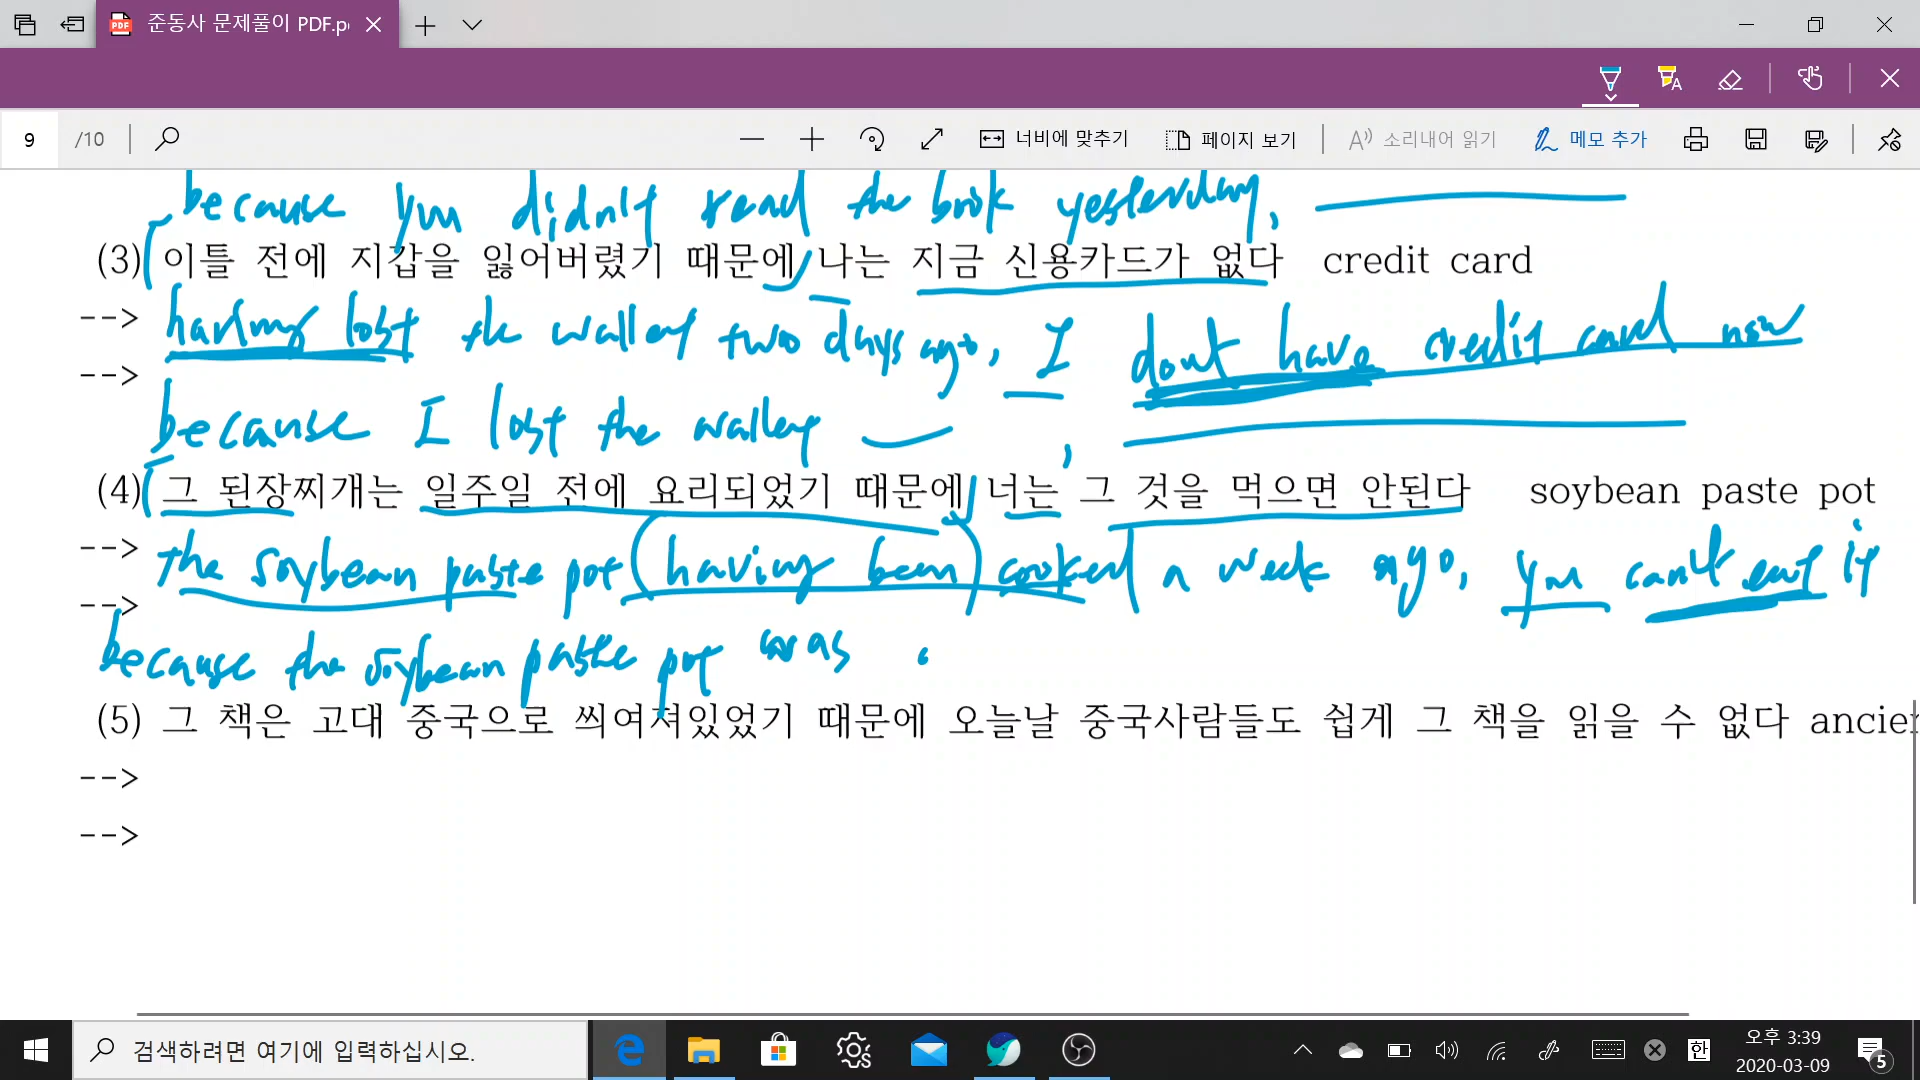 준동사 문제풀이 PDF.p
9 /10 너비에 맞추기 페이지 보기 소리내어 읽기 메모 추가
because you didn't read the book yesterday,
(3) 이틀 전에 지갑을 잃어버렸기 때문에 나는 지금 신용카드가 없다 credit card
--> having lost the wallet two days ago, I dont have credit card now
-->
because I lost the wallet ,
(4) 그 된장찌개는 일주일 전에 요리되었기 때문에 너는 그 것을 먹으면 안된다 soybean paste pot
--> the soybean paste pot (having been) cooked a week ago, you can't eat it
-->
because the soybean paste pot was
(5) 그 책은 고대 중국으로 씌여져있었기 때문에 오늘날 중국사람들도 쉽게 그 책을 읽을 수 없다 ancien
-->
-->
검색하려면 여기에 입력하십시오.
한 오후 3:39
2020-03-09 5